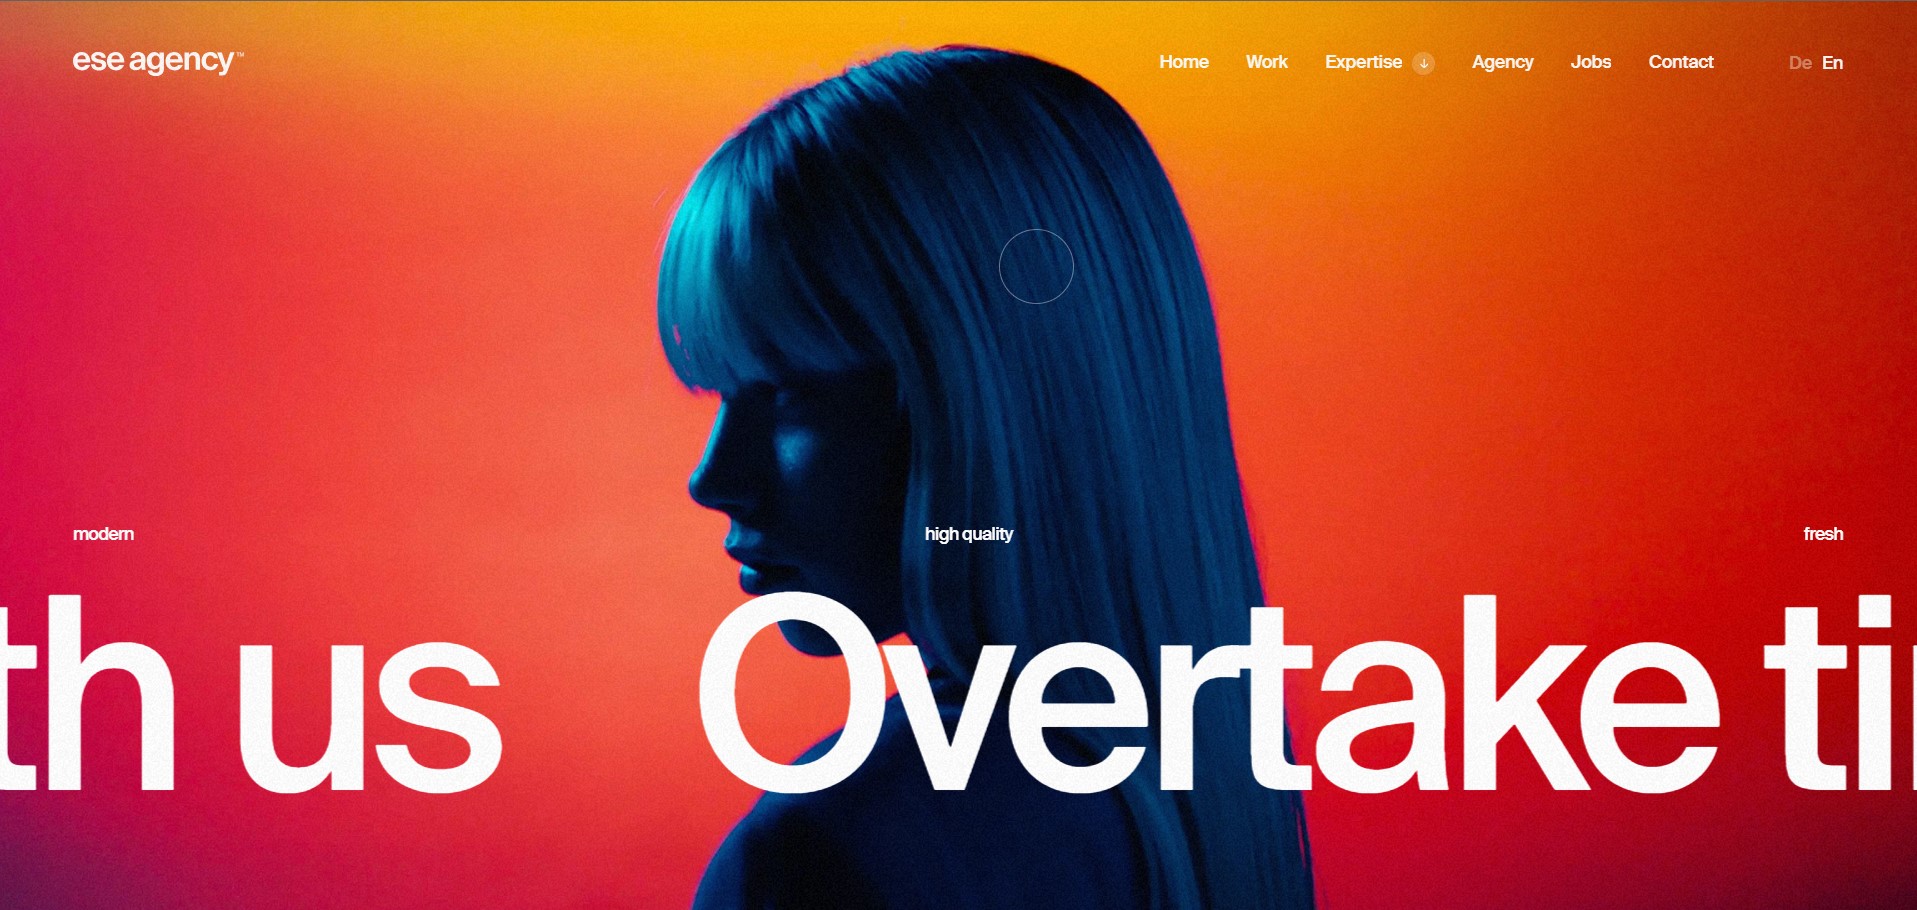 ese agency™
Home Work Expertise ↓ Agency Jobs Contact De En
modern high quality fresh
th us Overtake ti